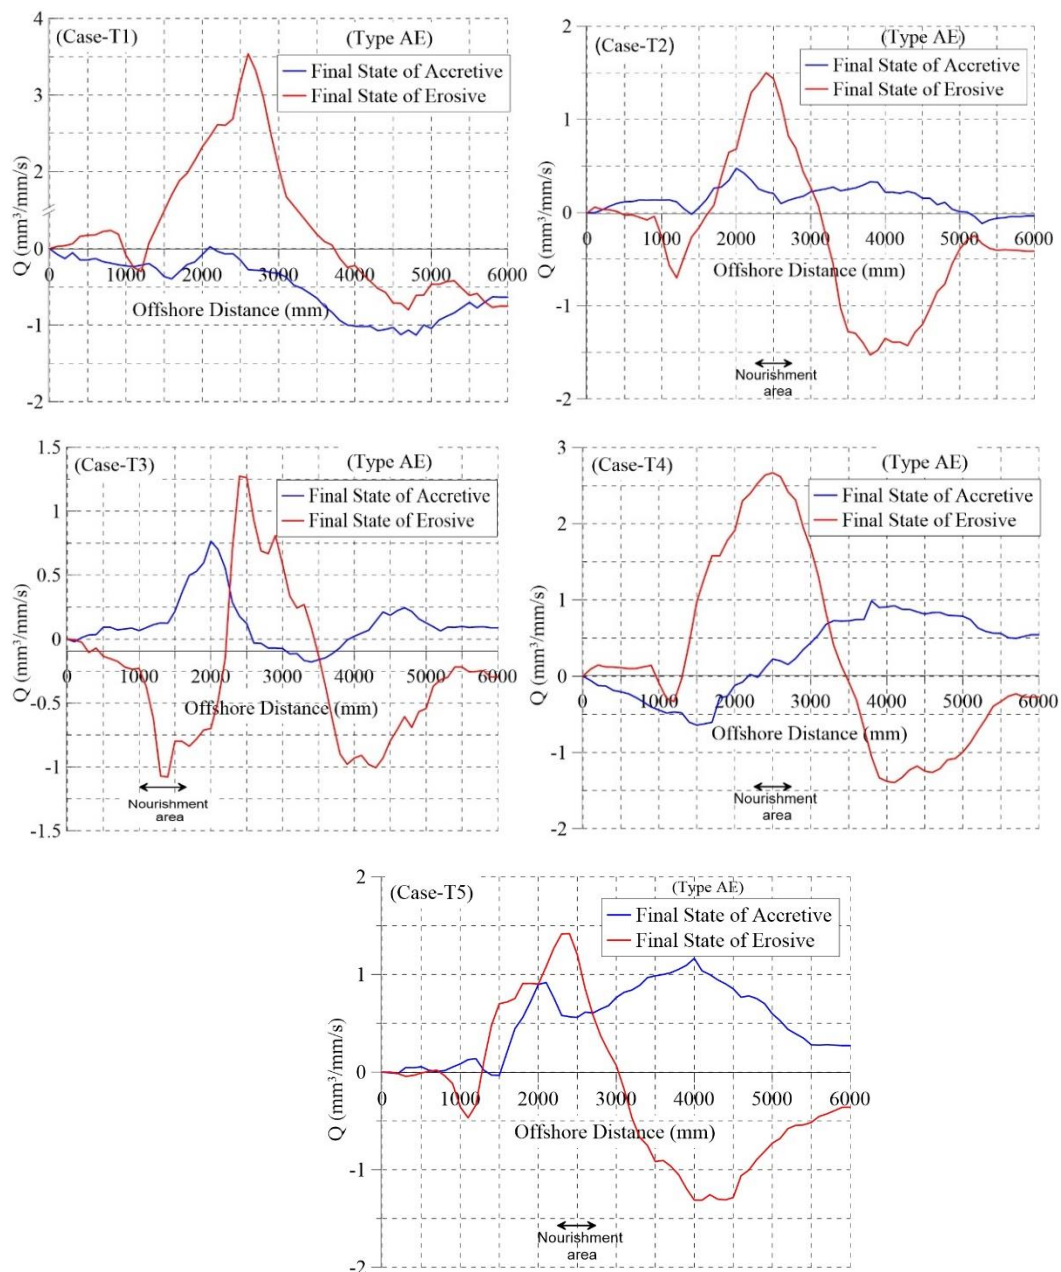 (Case-T1)
(Type AE)
Final State of Accretive
Final State of Erosive
Q (mm³/mm/s)
4
3
2
0
-1
-2
0 1000 2000 3000 4000 5000 6000
Offshore Distance (mm)
(Case-T2)
(Type AE)
Final State of Accretive
Final State of Erosive
Q (mm³/mm/s)
2
1
0
-1
-2
0 1000 2000 3000 4000 5000 6000
Offshore Distance (mm)
Nourishment
area
(Case-T3)
(Type AE)
Final State of Accretive
Final State of Erosive
Q (mm³/mm/s)
1.5
1
0.5
0
-0.5
-1
-1.5
0 1000 2000 3000 4000 5000 6000
Offshore Distance (mm)
Nourishment
area
(Case-T4)
(Type AE)
Final State of Accretive
Final State of Erosive
Q (mm³/mm/s)
3
2
1
0
-1
-2
0 1000 2000 3000 4000 5000 6000
Offshore Distance (mm)
Nourishment
area
(Case-T5)
(Type AE)
Final State of Accretive
Final State of Erosive
Q (mm³/mm/s)
2
1
0
-1
-2
0 1000 2000 3000 4000 5000 6000
Offshore Distance (mm)
Nourishment
area